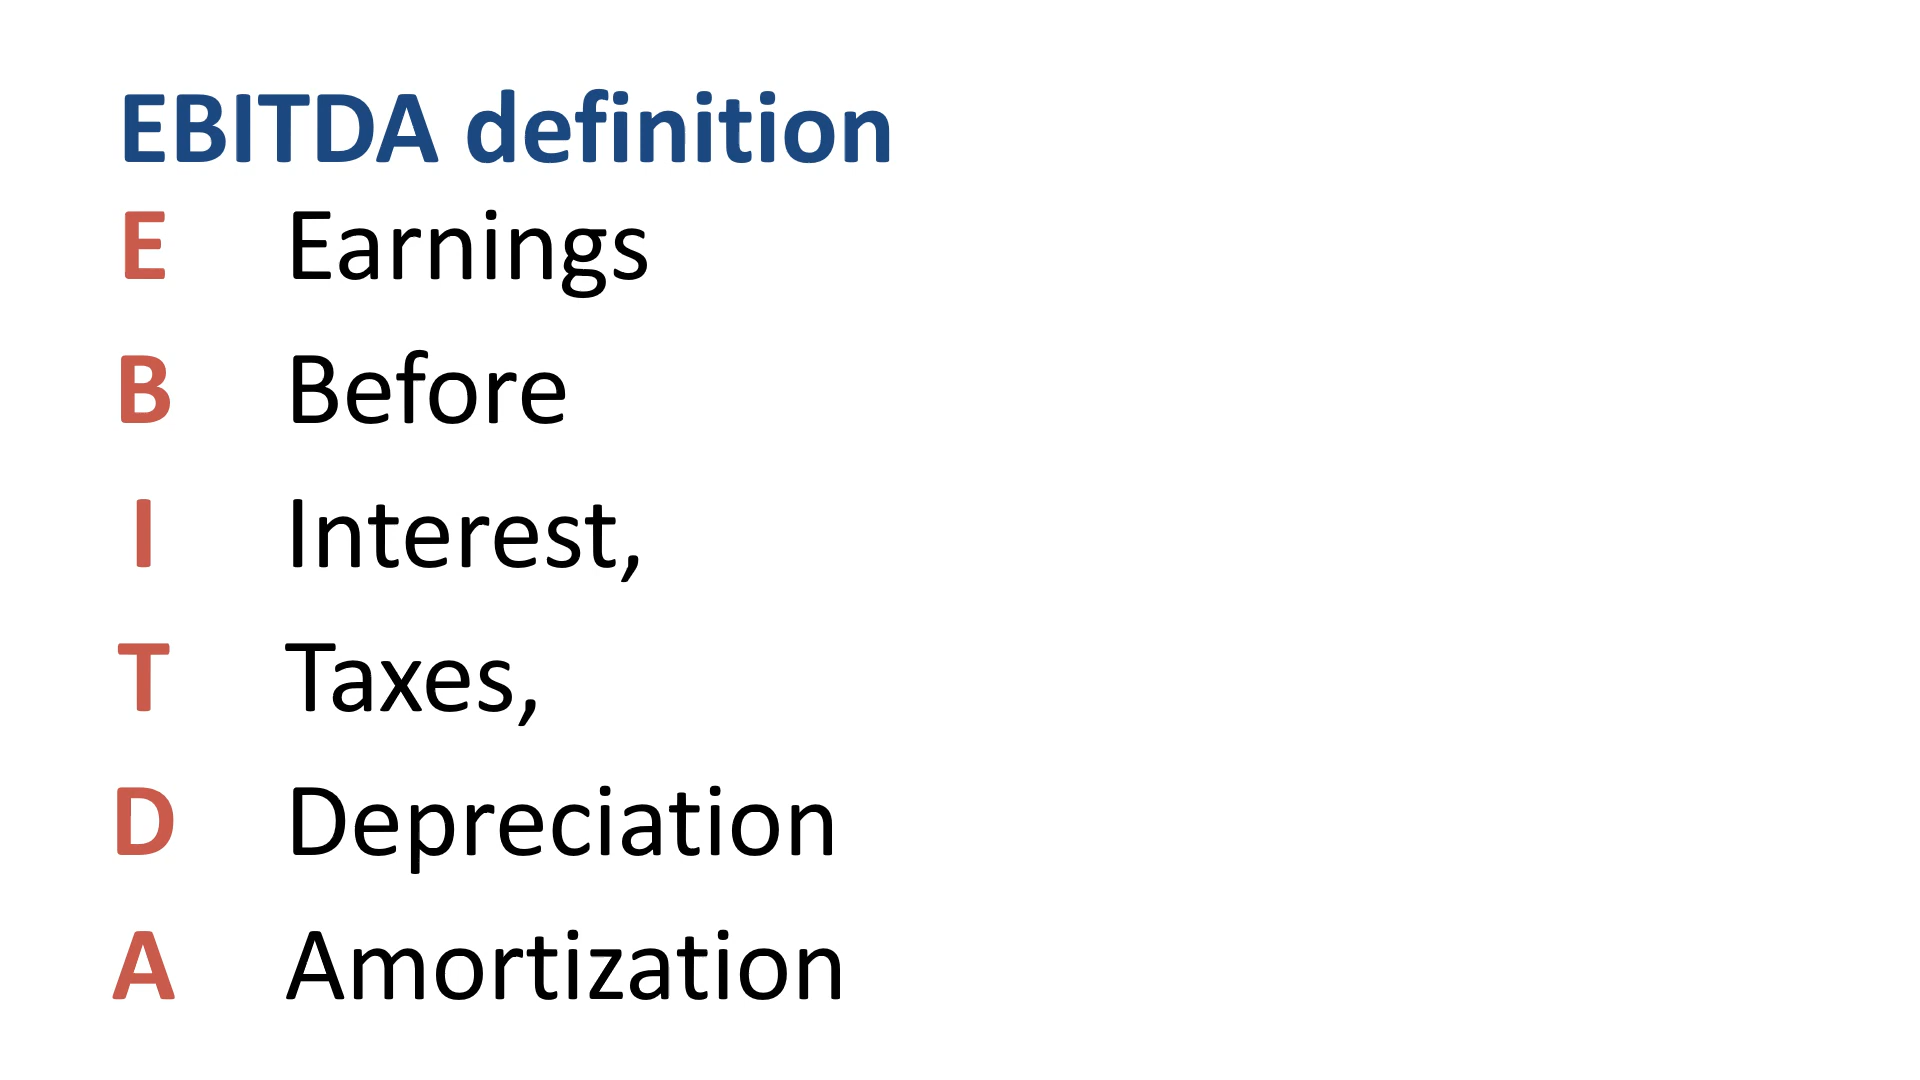 EBITDA definition
E Earnings
B Before
I Interest,
T Taxes,
D Depreciation
A Amortization